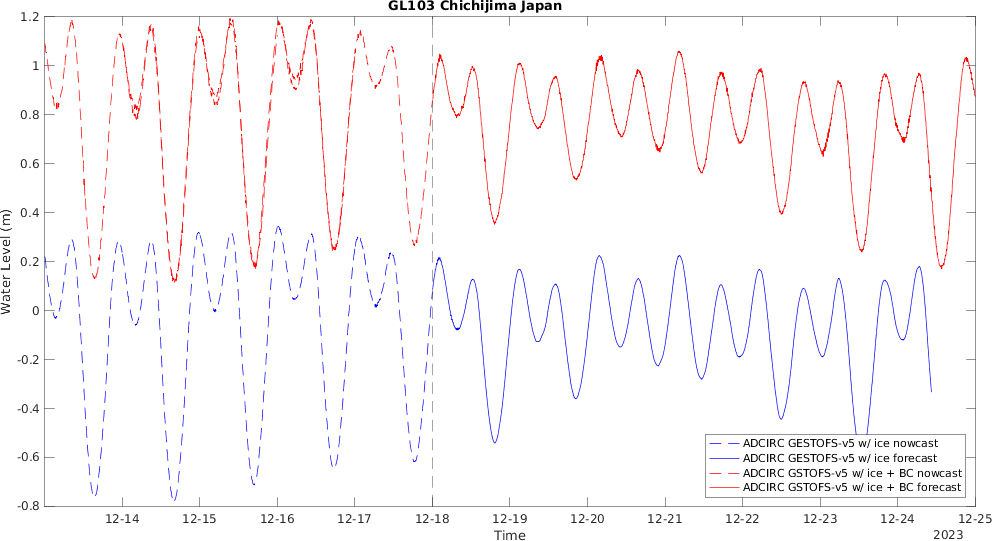 GL103 Chichijima Japan
Water Level (m)
1.2
1
0.8
0.6
0.4
0.2
0
-0.2
-0.4
-0.6
-0.8
ADCIRC GESTOFS-v5 w/ ice nowcast
ADCIRC GESTOFS-v5 w/ ice forecast
ADCIRC GSTOFS-v5 w/ ice + BC nowcast
ADCIRC GSTOFS-v5 w/ ice + BC forecast
12-14 12-15 12-16 12-17 12-18 12-19 12-20 12-21 12-22 12-23 12-24 12-25
Time
2023